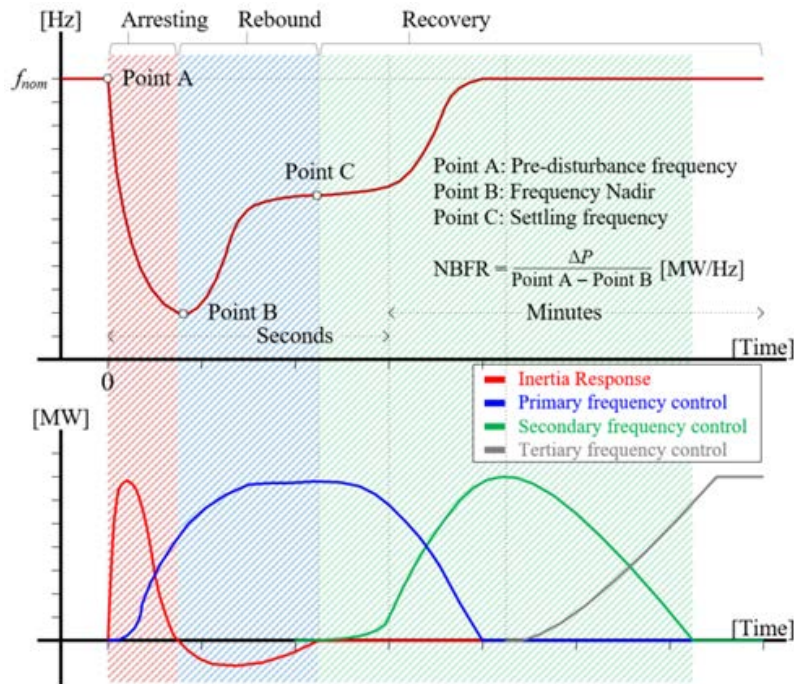 Arresting Rebound Recovery
[Hz]
fnom
Point A
Point C
Point A: Pre-disturbance frequency
Point B: Frequency Nadir
Point C: Settling frequency
NBFR = ΔP / Point A − Point B [MW/Hz]
Point B
Seconds
Minutes
[Time]
0
Inertia Response
Primary frequency control
Secondary frequency control
Tertiary frequency control
[MW]
[Time]